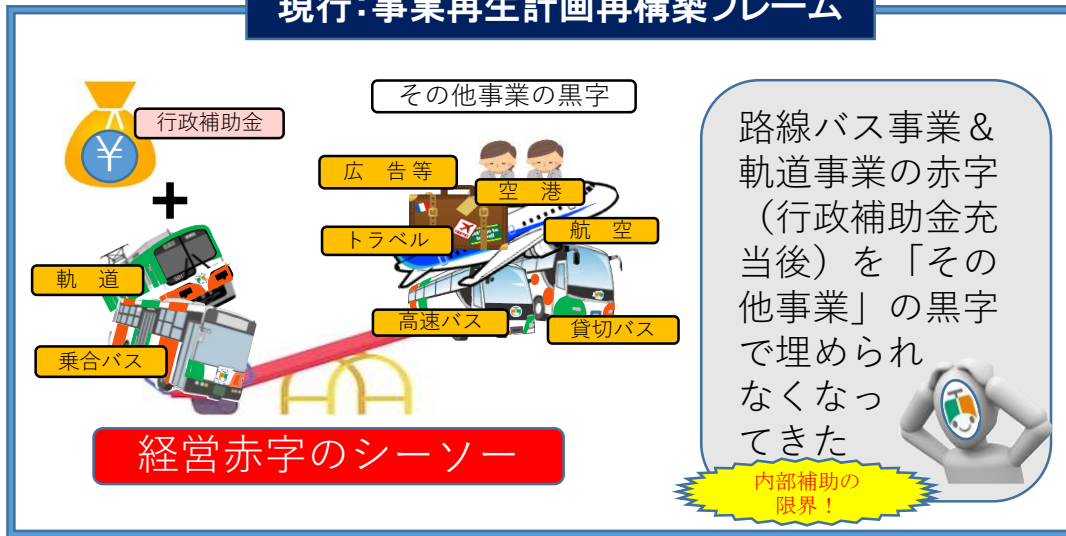 現行：事業再生計画再構築フレーム
行政補助金
¥
＋
軌　道
乗合バス
その他事業の黒字
広　告等
空　港
トラベル
航　空
高速バス
貸切バス
経営赤字のシーソー
路線バス事業＆
軌道事業の赤字
（行政補助金充
当後）を「その
他事業」の黒字
で埋められ
なくなっ
てきた
内部補助の
限界！